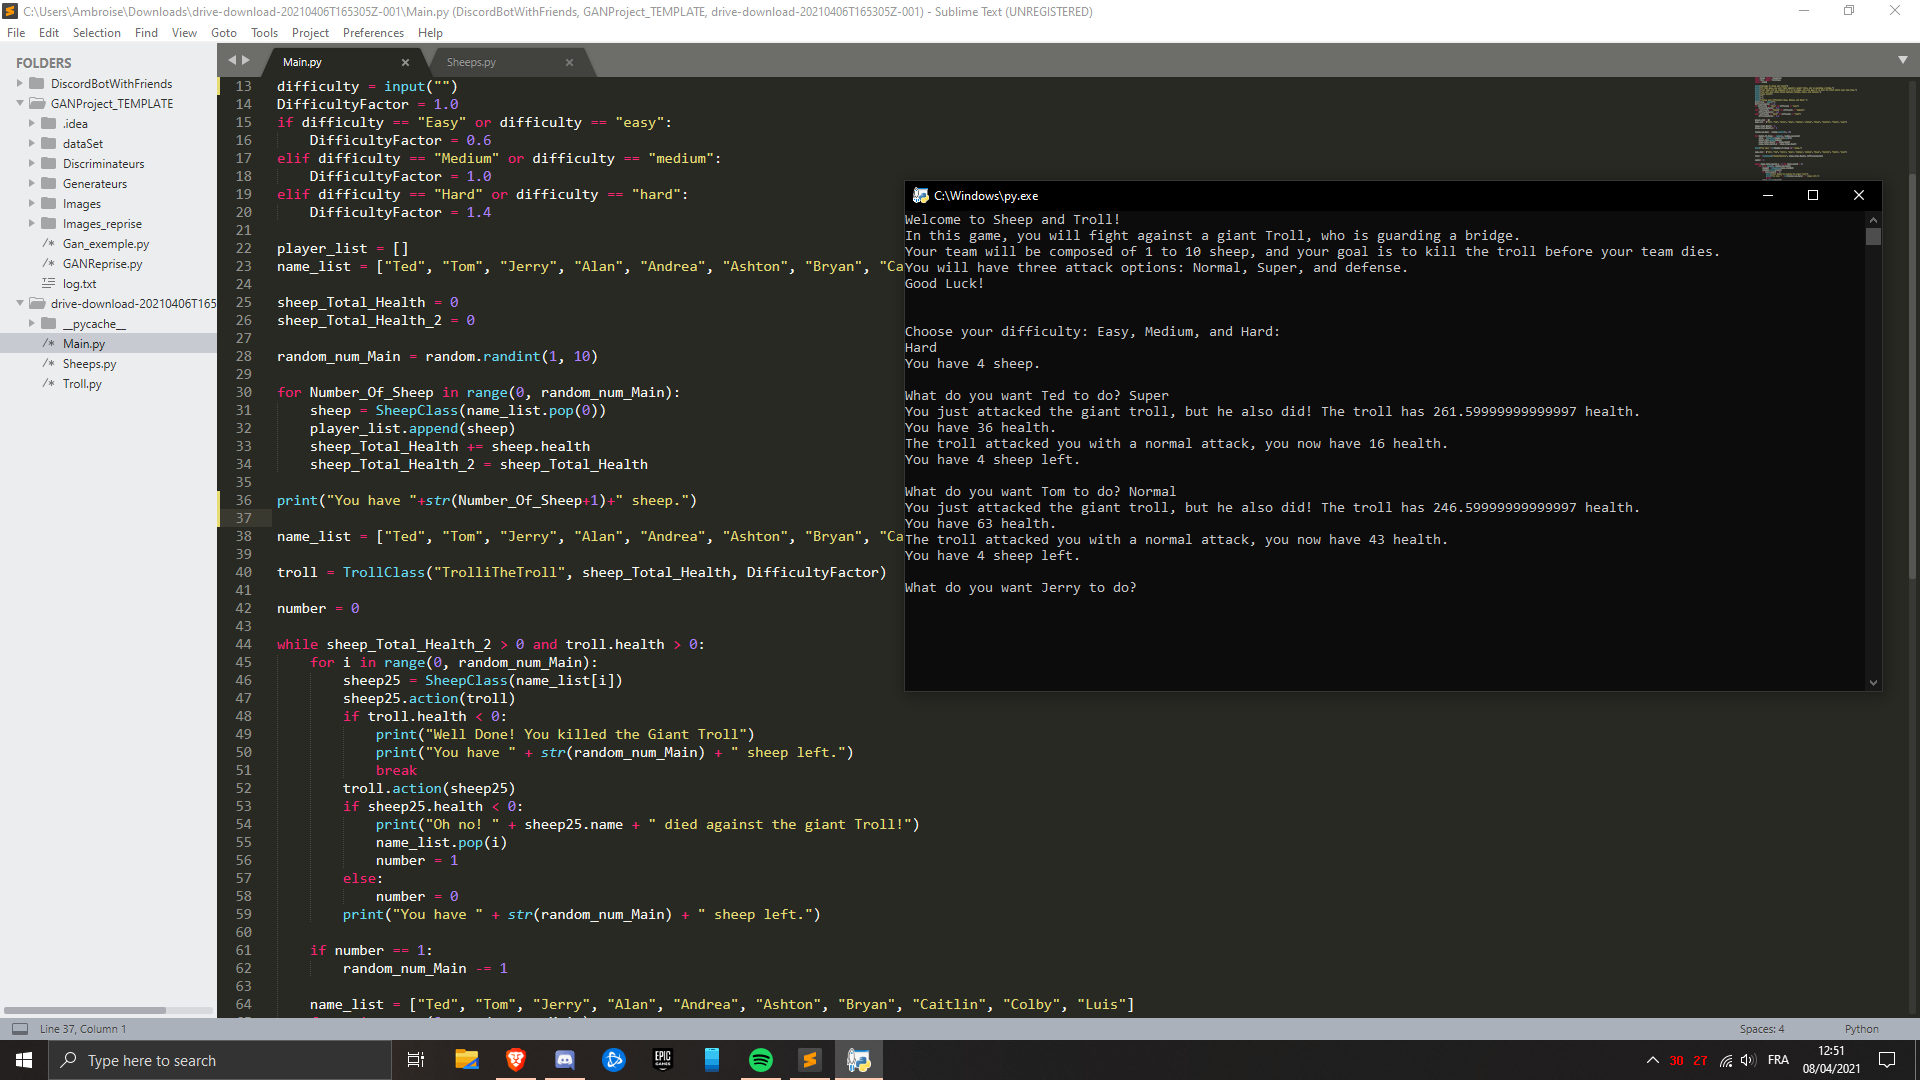 C:\Users\Ambroise\Downloads\drive-download-20210406T165305Z-001\Main.py (DiscordBotWithFriends, GANProject_TEMPLATE, drive-download-20210406T165305Z-001) - Sublime Text (UNREGISTERED)
File Edit Selection Find View Goto Tools Project Preferences Help
FOLDERS
DiscordBotWithFriends
GANProject_TEMPLATE
.idea
dataSet
Discriminateurs
Generateurs
Images
Images_reprise
Gan_exemple.py
GANReprise.py
log.txt
drive-download-20210406T165
__pycache__
Main.py
Sheeps.py
Troll.py
Main.py
Sheeps.py
13 difficulty = input("")
14 DifficultyFactor = 1.0
15 if difficulty == "Easy" or difficulty == "easy":
16 DifficultyFactor = 0.6
17 elif difficulty == "Medium" or difficulty == "medium":
18 DifficultyFactor = 1.0
19 elif difficulty == "Hard" or difficulty == "hard":
20 DifficultyFactor = 1.4
21
22 player_list = []
23 name_list = ["Ted", "Tom", "Jerry", "Alan", "Andrea", "Ashton", "Bryan", "Ca
24
25 sheep_Total_Health = 0
26 sheep_Total_Health_2 = 0
27
28 random_num_Main = random.randint(1, 10)
29
30 for Number_Of_Sheep in range(0, random_num_Main):
31 sheep = SheepClass(name_list.pop(0))
32 player_list.append(sheep)
33 sheep_Total_Health += sheep.health
34 sheep_Total_Health_2 = sheep_Total_Health
35
36 print("You have "+str(Number_Of_Sheep+1)+" sheep.")
37
38 name_list = ["Ted", "Tom", "Jerry", "Alan", "Andrea", "Ashton", "Bryan", "Ca
39
40 troll = TrollClass("TrolliTheTroll", sheep_Total_Health, DifficultyFactor)
41
42 number = 0
43
44 while sheep_Total_Health_2 > 0 and troll.health > 0:
45 for i in range(0, random_num_Main):
46 sheep25 = SheepClass(name_list[i])
47 sheep25.action(troll)
48 if troll.health < 0:
49 print("Well Done! You killed the Giant Troll")
50 print("You have " + str(random_num_Main) + " sheep left.")
51 break
52 troll.action(sheep25)
53 if sheep25.health < 0:
54 print("Oh no! " + sheep25.name + " died against the giant Troll!")
55 name_list.pop(i)
56 number = 1
57 else:
58 number = 0
59 print("You have " + str(random_num_Main) + " sheep left.")
60
61 if number == 1:
62 random_num_Main -= 1
63
64 name_list = ["Ted", "Tom", "Jerry", "Alan", "Andrea", "Ashton", "Bryan", "Caitlin", "Colby", "Luis"]
C:\Windows\py.exe
Welcome to Sheep and Troll!
In this game, you will fight against a giant Troll, who is guarding a bridge.
Your team will be composed of 1 to 10 sheep, and your goal is to kill the troll before your team dies.
You will have three attack options: Normal, Super, and defense.
Good Luck!
Choose your difficulty: Easy, Medium, and Hard:
Hard
You have 4 sheep.
What do you want Ted to do? Super
You just attacked the giant troll, but he also did! The troll has 261.59999999999997 health.
You have 36 health.
The troll attacked you with a normal attack, you now have 16 health.
You have 4 sheep left.
What do you want Tom to do? Normal
You just attacked the giant troll, but he also did! The troll has 246.59999999999997 health.
You have 63 health.
The troll attacked you with a normal attack, you now have 43 health.
You have 4 sheep left.
What do you want Jerry to do?
Line 37, Column 1
Spaces: 4
Python
Type here to search
EPIC GAMES
30 27
FRA
12:51
08/04/2021